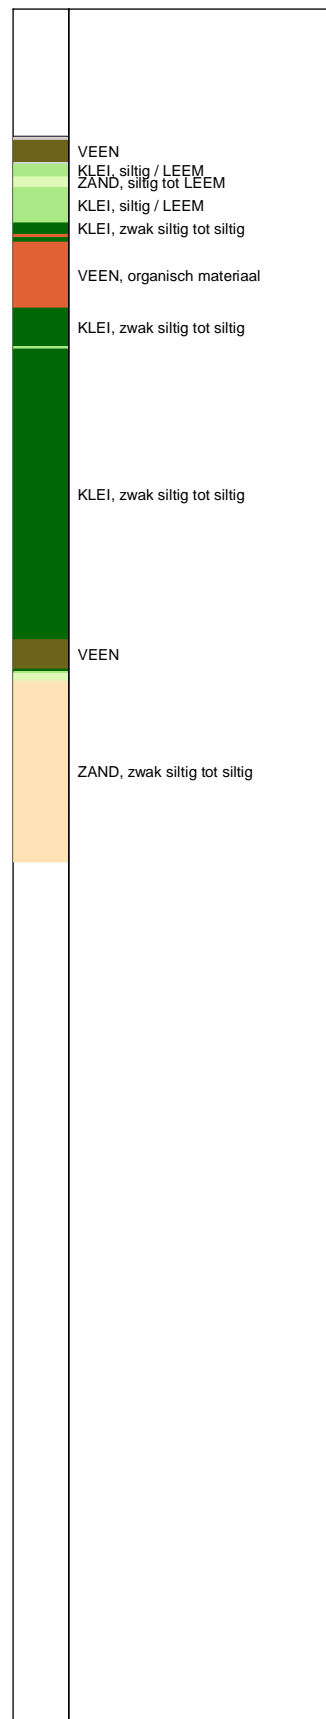 VEEN
KLEI, siltig / LEEM
ZAND, siltig tot LEEM
KLEI, siltig / LEEM
KLEI, zwak siltig tot siltig
VEEN, organisch materiaal
KLEI, zwak siltig tot siltig
KLEI, zwak siltig tot siltig
VEEN
ZAND, zwak siltig tot siltig